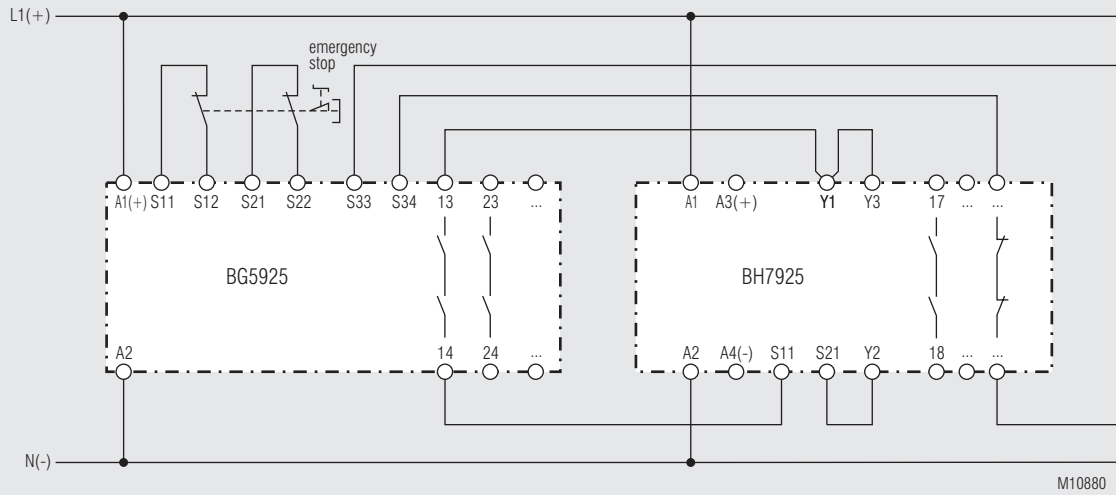 L1(+)
emergency
stop
A1(+) S11 S12 S21 S22 S33 S34 13 23 ...
A1 A3(+) Y1 Y3 17 ... ...
BG5925
BH7925
A2 14 24 ...
A2 A4(-) S11 S21 Y2 18 ... ...
N(-)
M10880